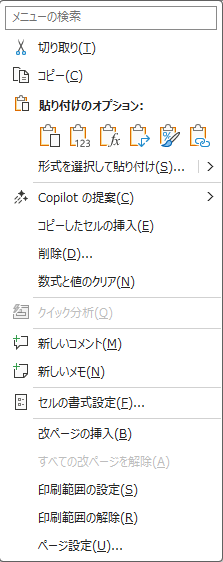 メニューの検索
切り取り(T)
コピー(C)
貼り付けのオプション:
123 fx
形式を選択して貼り付け(S)...
Copilot の提案(C)
コピーしたセルの挿入(E)
削除(D)...
数式と値のクリア(N)
クイック分析(Q)
新しいコメント(M)
新しいメモ(N)
セルの書式設定(F)...
改ページの挿入(B)
すべての改ページを解除(A)
印刷範囲の設定(S)
印刷範囲の解除(R)
ページ設定(U)...